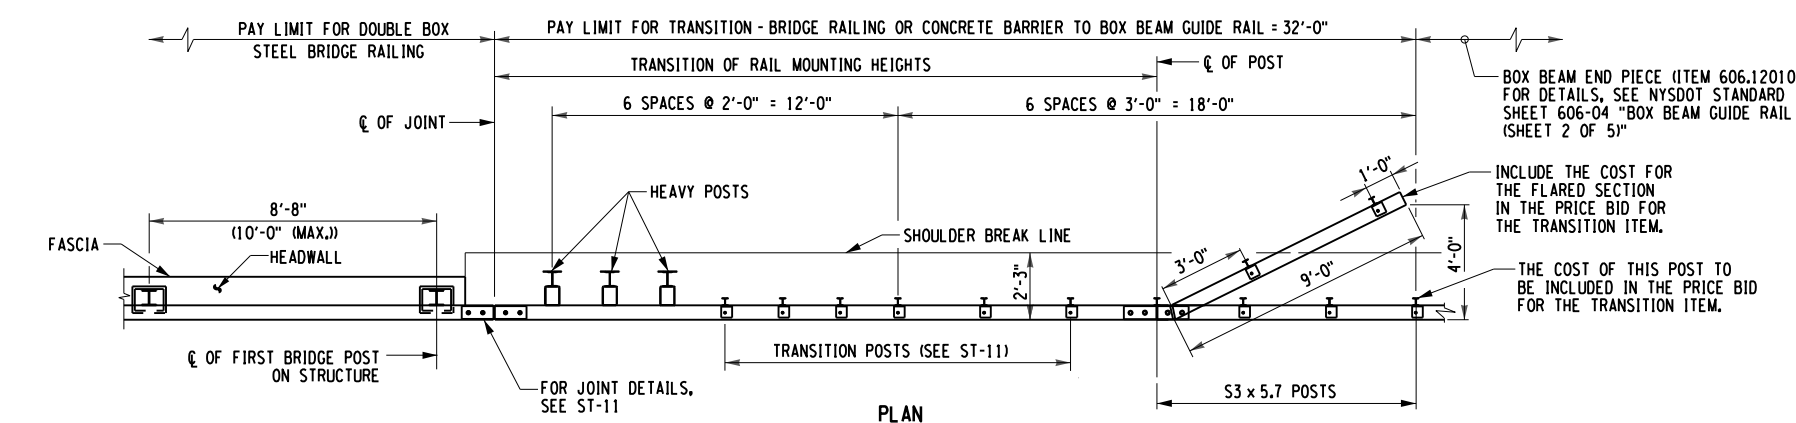 PAY LIMIT FOR DOUBLE BOX
STEEL BRIDGE RAILING
PAY LIMIT FOR TRANSITION - BRIDGE RAILING OR CONCRETE BARRIER TO BOX BEAM GUIDE RAIL = 32'-0"
TRANSITION OF RAIL MOUNTING HEIGHTS
℄ OF POST
BOX BEAM END PIECE (ITEM 606.12010
FOR DETAILS, SEE NYSDOT STANDARD
SHEET 606-04 "BOX BEAM GUIDE RAIL
(SHEET 2 OF 5)"
6 SPACES @ 2'-0" = 12'-0"
6 SPACES @ 3'-0" = 18'-0"
℄ OF JOINT
HEAVY POSTS
1'-0"
INCLUDE THE COST FOR
THE FLARED SECTION
IN THE PRICE BID FOR
THE TRANSITION ITEM.
8'-8"
(10'-0" (MAX.))
FASCIA
HEADWALL
SHOULDER BREAK LINE
2'-3"
3'-0"
9'-0"
4'-0"
THE COST OF THIS POST TO
BE INCLUDED IN THE PRICE BID
FOR THE TRANSITION ITEM.
℄ OF FIRST BRIDGE POST
ON STRUCTURE
TRANSITION POSTS (SEE ST-11)
FOR JOINT DETAILS,
SEE ST-11
S3 x 5.7 POSTS
PLAN